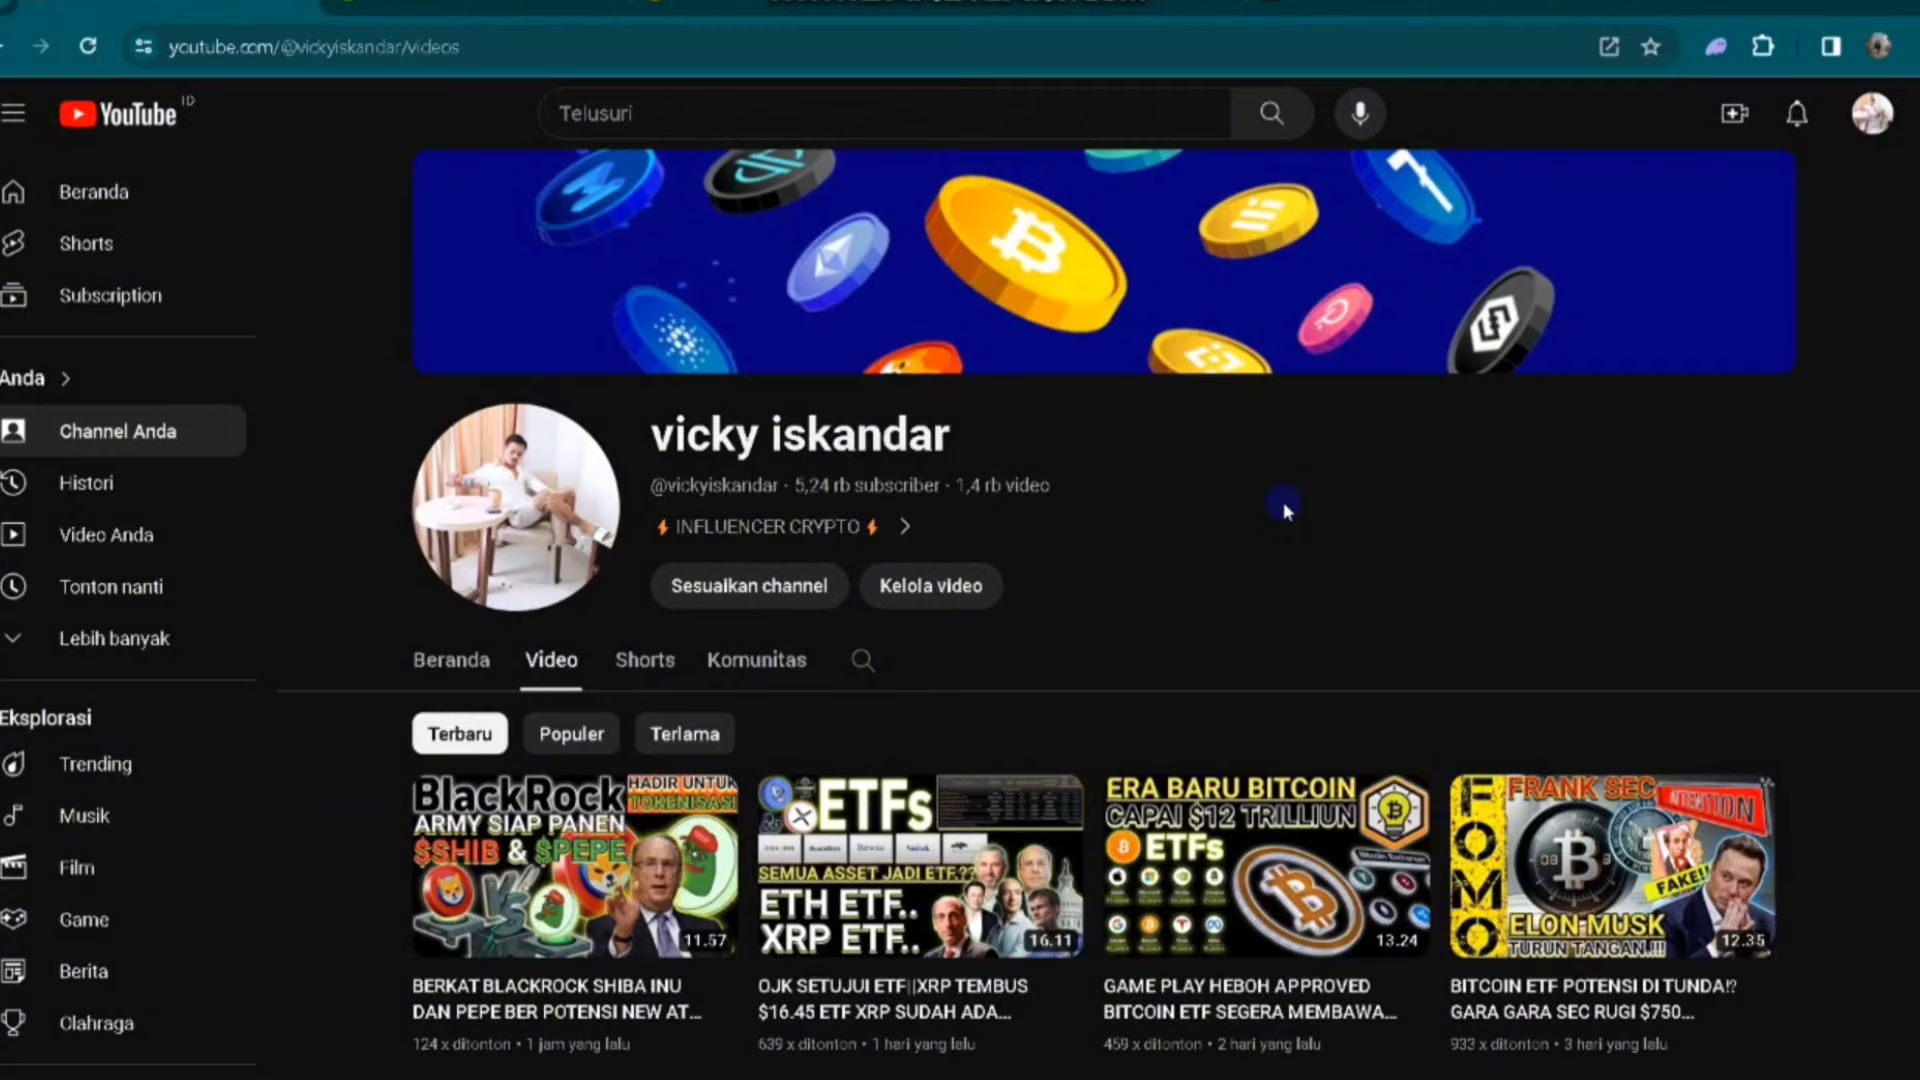 youtube.com/@vickyiskandar/videos
YouTube ID
Telusuri
Beranda
Shorts
Subscription
Anda
Channel Anda
Histori
Video Anda
Tonton nanti
Lebih banyak
Eksplorasi
Trending
Musik
Film
Game
Berita
Olahraga
vicky iskandar
@vickyiskandar · 5,24 rb subscriber · 1,4 rb video
⚡ INFLUENCER CRYPTO ⚡
Sesuaikan channel
Kelola video
Beranda
Video
Shorts
Komunitas
Terbaru
Populer
Terlama
BlackRock
HADIR UNTUK
TOKENISASI
ARMY SIAP PANEN
$SHIB & $PEPE
VS
11.57
BERKAT BLACKROCK SHIBA INU
DAN PEPE BER POTENSI NEW AT...
124 x ditonton • 1 jam yang lalu
ETFs
SEMUA ASSET JADI ETF.??
ETH ETF..
XRP ETF..
16.11
OJK SETUJUI ETF||XRP TEMBUS
$16.45 ETF XRP SUDAH ADA...
639 x ditonton • 1 hari yang lalu
ERA BARU BITCOIN
CAPAI $12 TRILLIUN
ETFs
13.24
GAME PLAY HEBOH APPROVED
BITCOIN ETF SEGERA MEMBAWA...
459 x ditonton • 2 hari yang lalu
FOMO
FRANK SEC
ATTENTION
FAKE!!
ELON MUSK
TURUN TANGAN.!!!
12.35
BITCOIN ETF POTENSI DI TUNDA!?
GARA GARA SEC RUGI $750...
933 x ditonton • 3 hari yang lalu